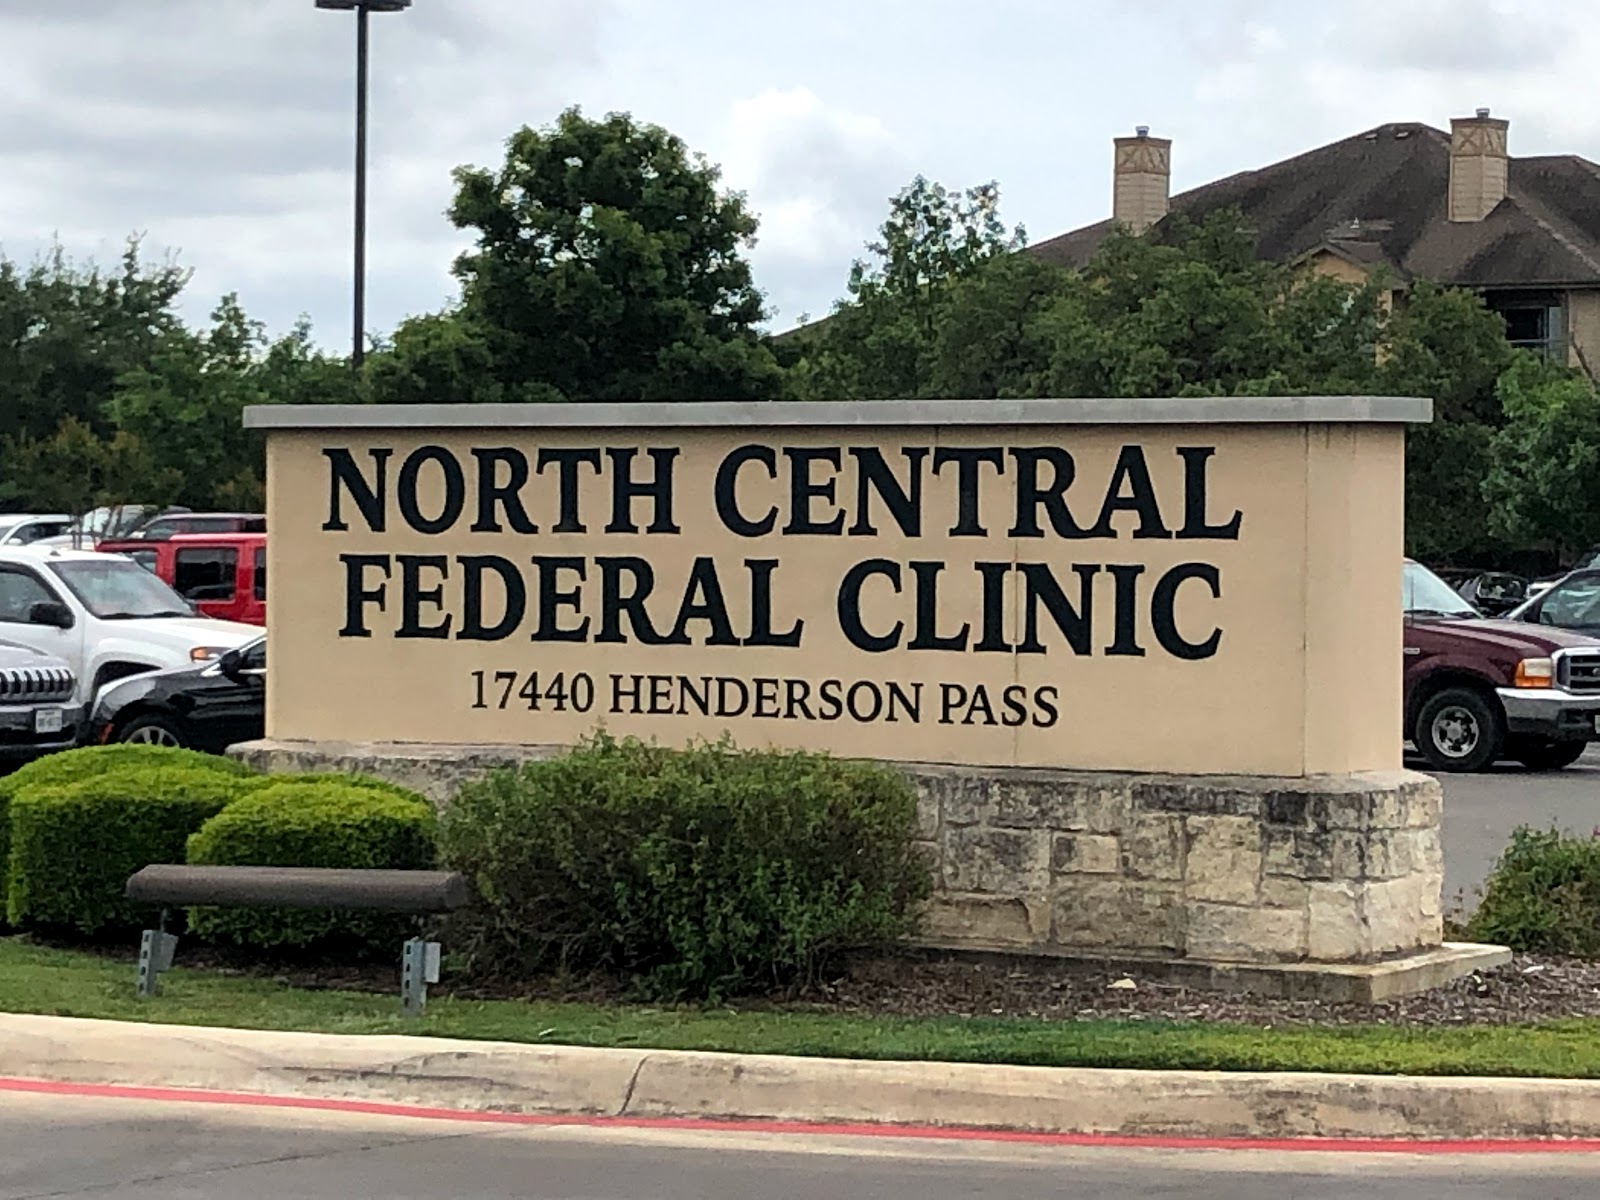 NORTH CENTRAL
FEDERAL CLINIC
17440 HENDERSON PASS